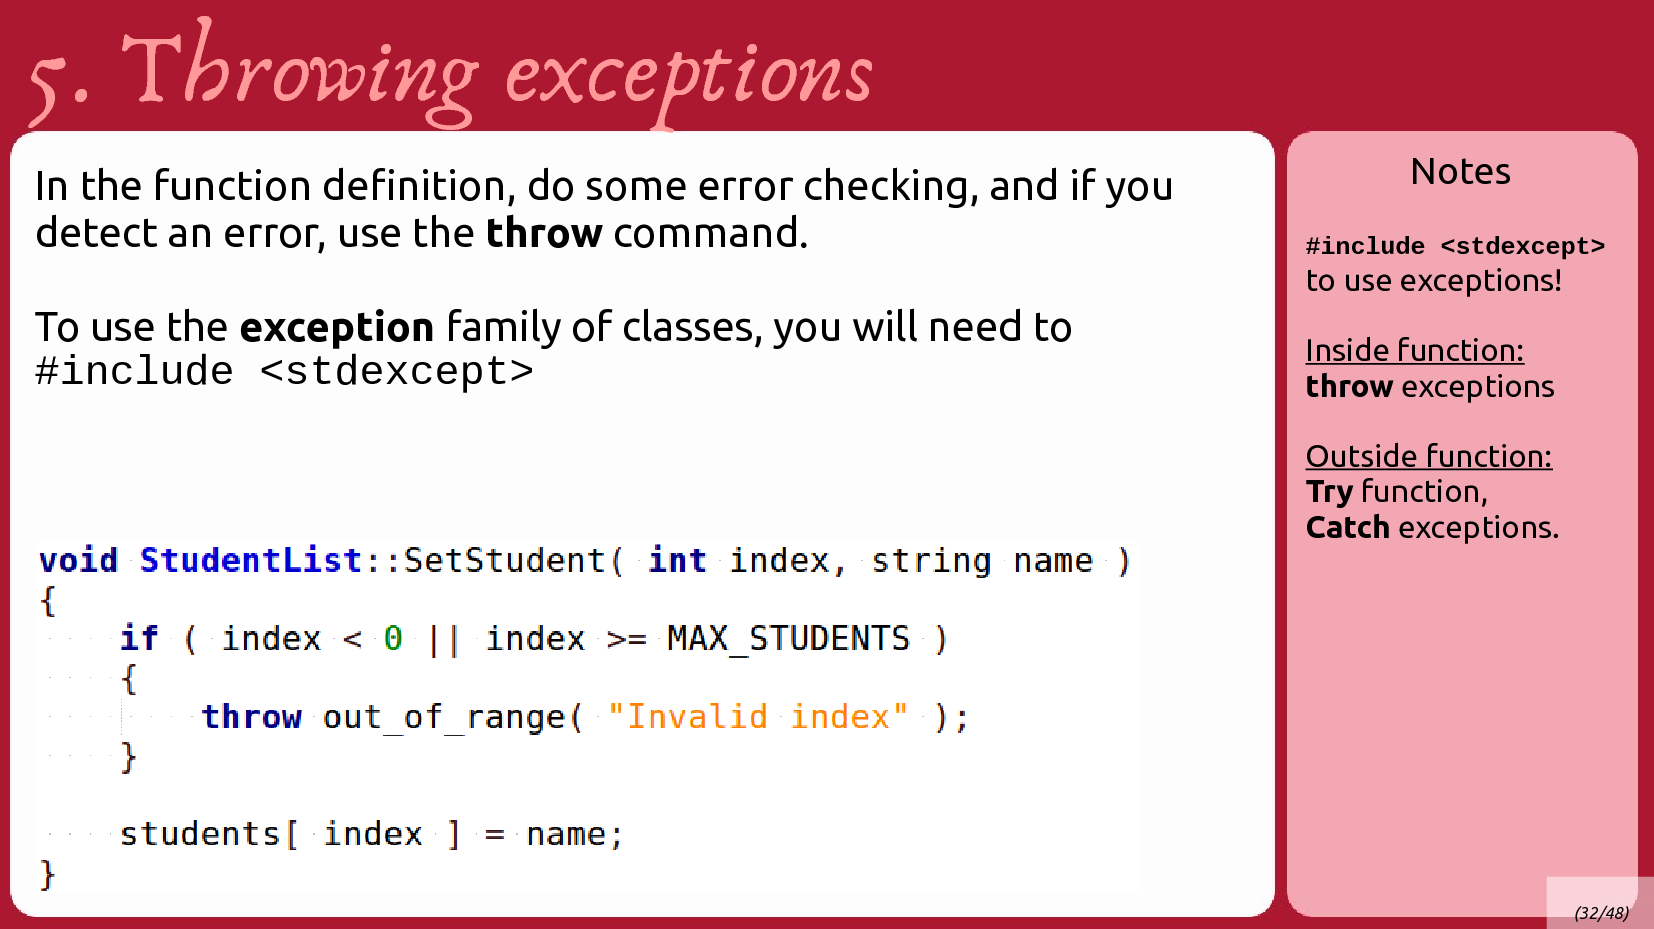 5. Throwing exceptions
In the function definition, do some error checking, and if you
detect an error, use the throw command.
To use the exception family of classes, you will need to
#include <stdexcept>
void StudentList::SetStudent( int index, string name )
{
    if ( index < 0 || index >= MAX_STUDENTS )
    {
        throw out_of_range( "Invalid index" );
    }
    students[ index ] = name;
}
Notes
#include <stdexcept>
to use exceptions!
Inside function:
throw exceptions
Outside function:
Try function,
Catch exceptions.
(32/48)